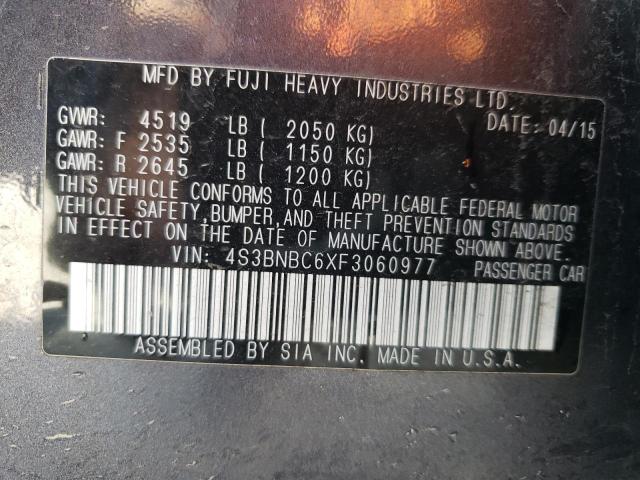 MFD BY FUJI HEAVY INDUSTRIES LTD.
GVWR: 4519 LB ( 2050 KG) DATE: 04/15
GAWR: F 2535 LB ( 1150 KG)
GAWR: R 2645 LB ( 1200 KG)
THIS VEHICLE CONFORMS TO ALL APPLICABLE FEDERAL MOTOR
VEHICLE SAFETY, BUMPER, AND THEFT PREVENTION STANDARDS
IN EFFECT ON THE DATE OF MANUFACTURE SHOWN ABOVE.
VIN: 4S3BNBC6XF3060977 PASSENGER CAR
ASSEMBLED BY SIA INC. MADE IN U.S.A.